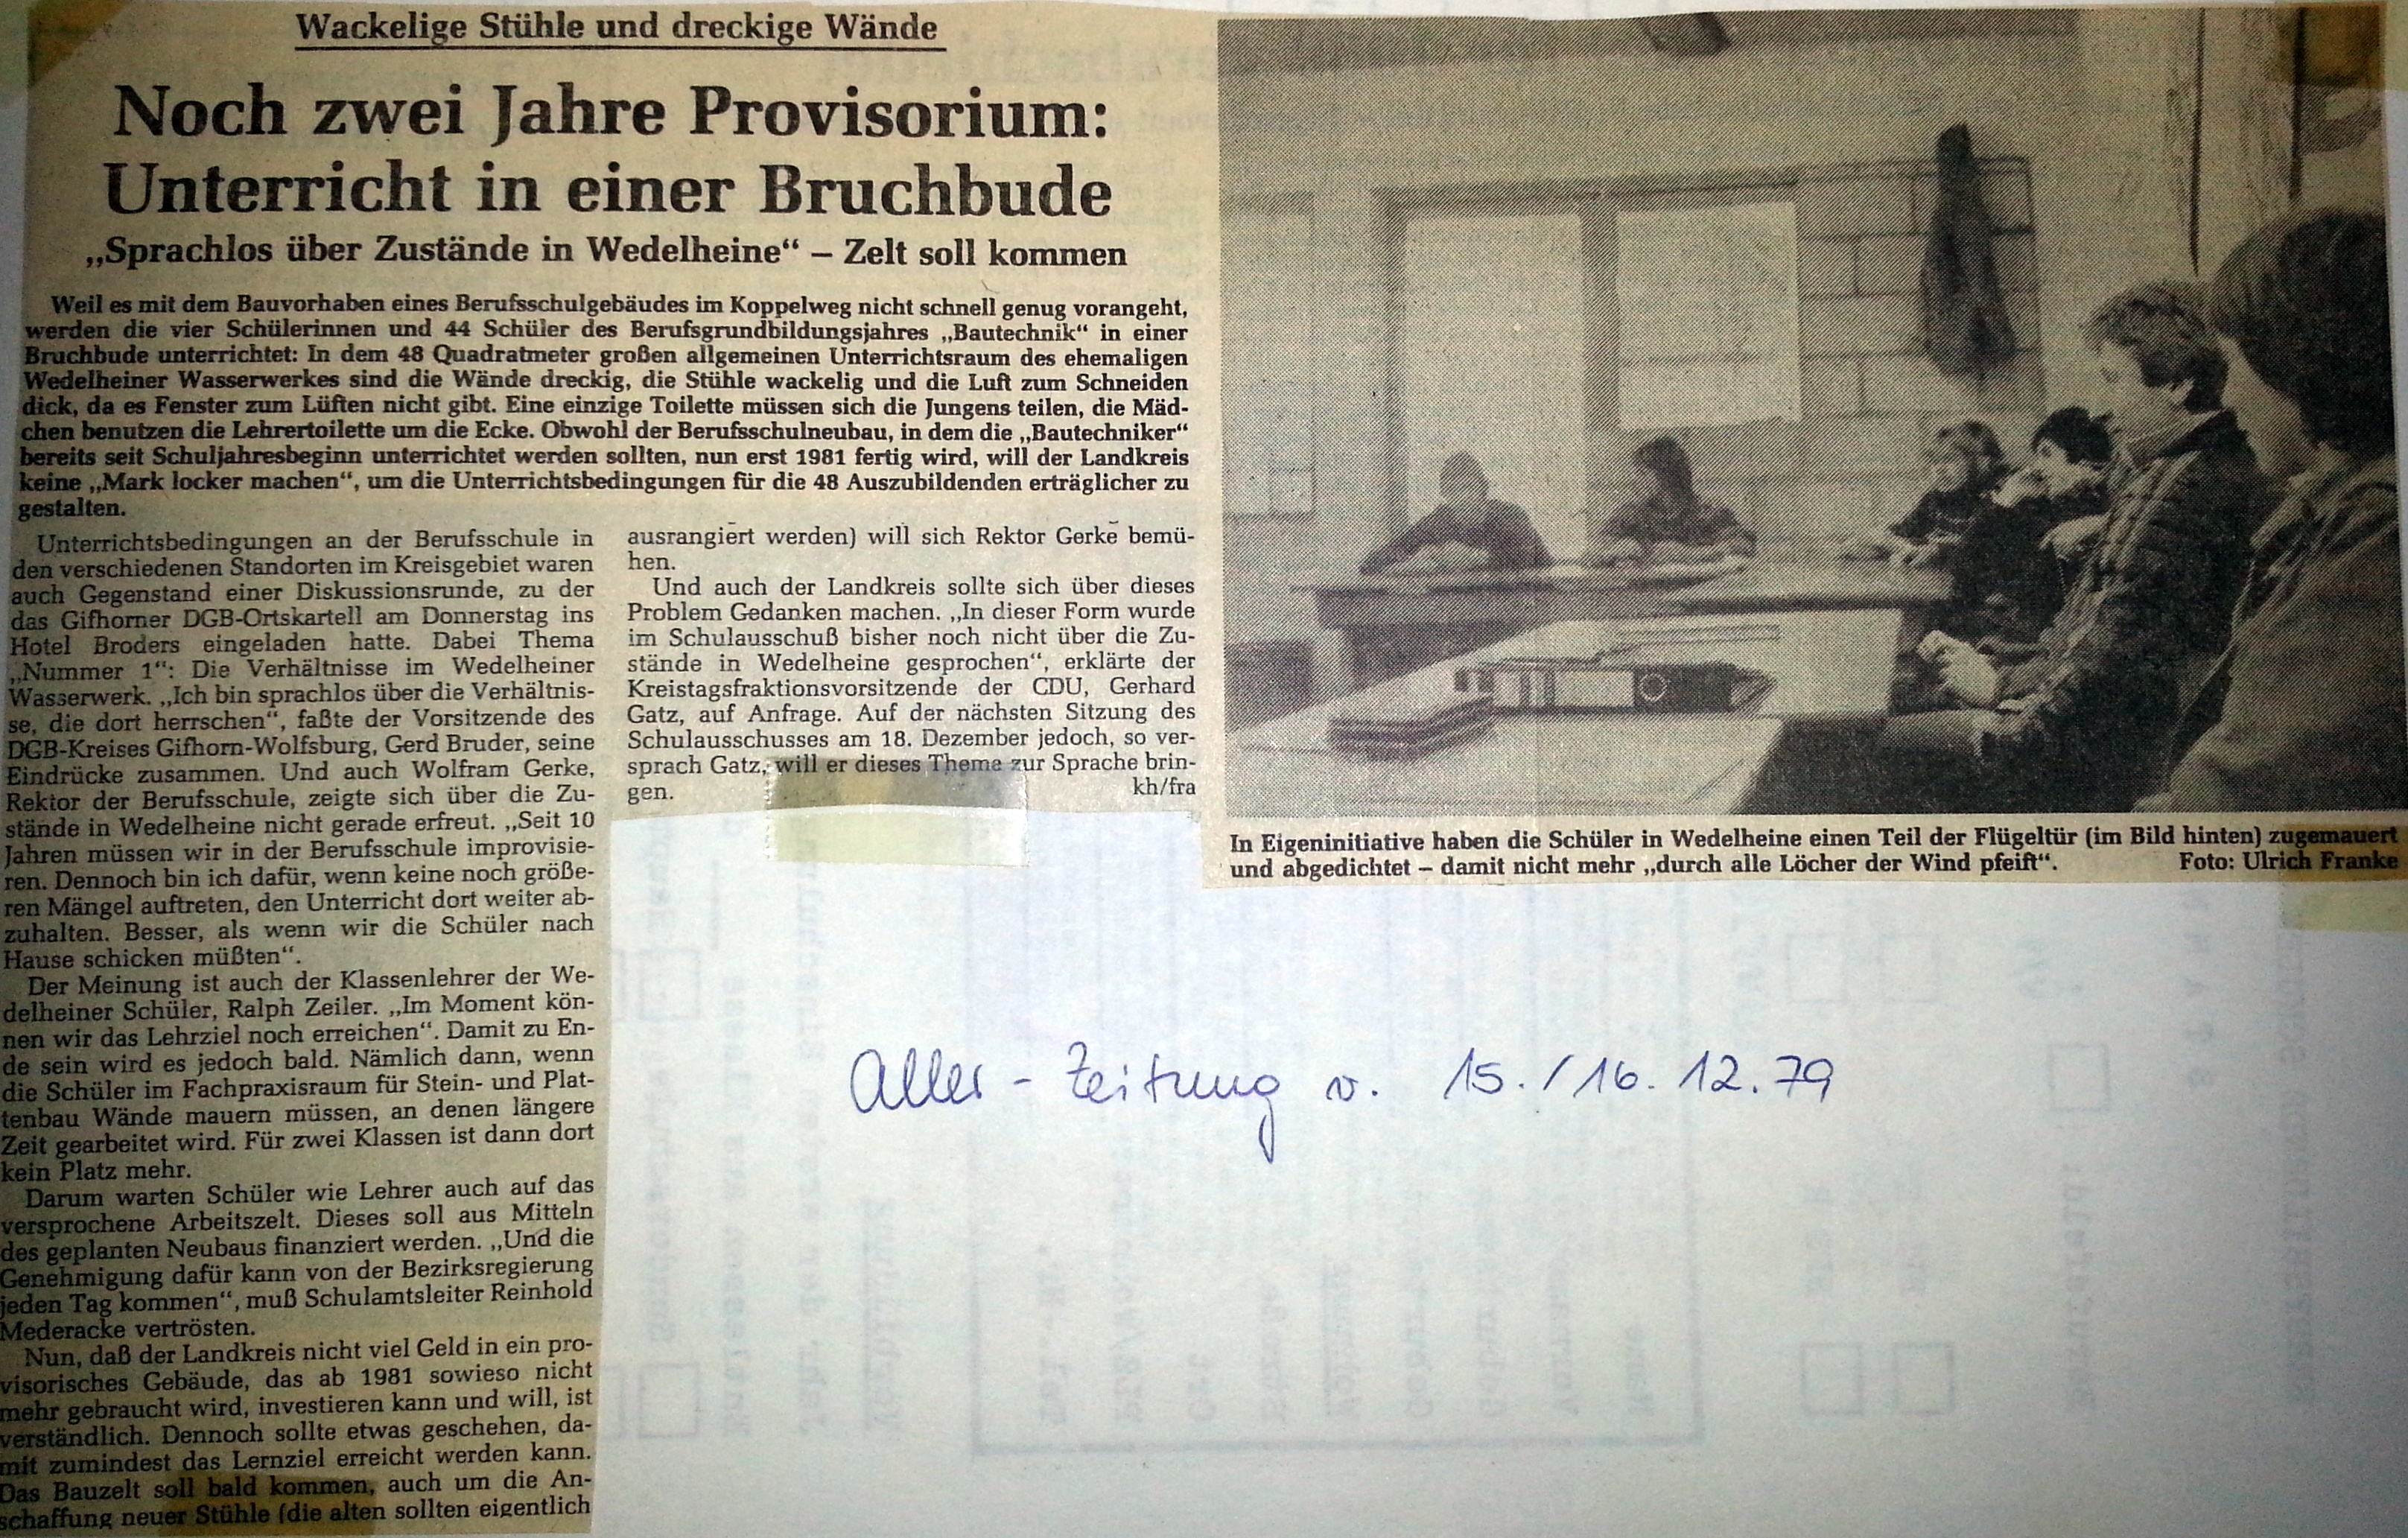 Wackelige Stühle und dreckige Wände
Noch zwei Jahre Provisorium:
Unterricht in einer Bruchbude
„Sprachlos über Zustände in Wedelheine“ – Zelt soll kommen
Weil es mit dem Bauvorhaben eines Berufsschulgebäudes im Koppelweg nicht schnell genug vorangeht,
werden die vier Schülerinnen und 44 Schüler des Berufsgrundbildungsjahres „Bautechnik“ in einer
Bruchbude unterrichtet: In dem 48 Quadratmeter großen allgemeinen Unterrichtsraum des ehemaligen
Wedelheiner Wasserwerkes sind die Wände dreckig, die Stühle wackelig und die Luft zum Schneiden
dick, da es Fenster zum Lüften nicht gibt. Eine einzige Toilette müssen sich die Jungens teilen, die Mäd-
chen benutzen die Lehrertoilette um die Ecke. Obwohl der Berufsschulneubau, in dem die „Bautechniker“
bereits seit Schuljahresbeginn unterrichtet werden sollten, nun erst 1981 fertig wird, will der Landkreis
keine „Mark locker machen“, um die Unterrichtsbedingungen für die 48 Auszubildenden erträglicher zu
gestalten.
Unterrichtsbedingungen an der Berufsschule in
den verschiedenen Standorten im Kreisgebiet waren
auch Gegenstand einer Diskussionsrunde, zu der
das Gifhorner DGB-Ortskartell am Donnerstag ins
Hotel Broders eingeladen hatte. Dabei Thema
„Nummer 1“: Die Verhältnisse im Wedelheiner
Wasserwerk. „Ich bin sprachlos über die Verhältnis-
se, die dort herrschen“, faßte der Vorsitzende des
DGB-Kreises Gifhorn-Wolfsburg, Gerd Bruder, seine
Eindrücke zusammen. Und auch Wolfram Gerke,
Rektor der Berufsschule, zeigte sich über die Zu-
stände in Wedelheine nicht gerade erfreut. „Seit 10
Jahren müssen wir in der Berufsschule improvisie-
ren. Dennoch bin ich dafür, wenn keine noch größe-
ren Mängel auftreten, den Unterricht dort weiter ab-
zuhalten. Besser, als wenn wir die Schüler nach
Hause schicken müßten“.
Der Meinung ist auch der Klassenlehrer der We-
delheiner Schüler, Ralph Zeiler. „Im Moment kön-
nen wir das Lehrziel noch erreichen“. Damit zu En-
de sein wird es jedoch bald. Nämlich dann, wenn
die Schüler im Fachpraxisraum für Stein- und Plat-
tenbau Wände mauern müssen, an denen längere
Zeit gearbeitet wird. Für zwei Klassen ist dann dort
kein Platz mehr.
Darum warten Schüler wie Lehrer auch auf das
versprochene Arbeitszelt. Dieses soll aus Mitteln
des geplanten Neubaus finanziert werden. „Und die
Genehmigung dafür kann von der Bezirksregierung
jeden Tag kommen“, muß Schulamtsleiter Reinhold
Mederacke vertrösten.
Nun, daß der Landkreis nicht viel Geld in ein pro-
visorisches Gebäude, das ab 1981 sowieso nicht
mehr gebraucht wird, investieren kann und will, ist
verständlich. Dennoch sollte etwas geschehen, da-
mit zumindest das Lernziel erreicht werden kann.
Das Bauzelt soll bald kommen, auch um die An-
schaffung neuer Stühle (die alten sollten eigentlich
ausrangiert werden) will sich Rektor Gerke bemü-
hen.
Und auch der Landkreis sollte sich über dieses
Problem Gedanken machen. „In dieser Form wurde
im Schulausschuß bisher noch nicht über die Zu-
stände in Wedelheine gesprochen“, erklärte der
Kreistagsfraktionsvorsitzende der CDU, Gerhard
Gatz, auf Anfrage. Auf der nächsten Sitzung des
Schulausschusses am 18. Dezember jedoch, so ver-
sprach Gatz, will er dieses Thema zur Sprache brin-
gen. kh/fra
In Eigeninitiative haben die Schüler in Wedelheine einen Teil der Flügeltür (im Bild hinten) zugemauert
und abgedichtet – damit nicht mehr „durch alle Löcher der Wind pfeift“. Foto: Ulrich Franke
Aller-Zeitung v. 15./16. 12.79